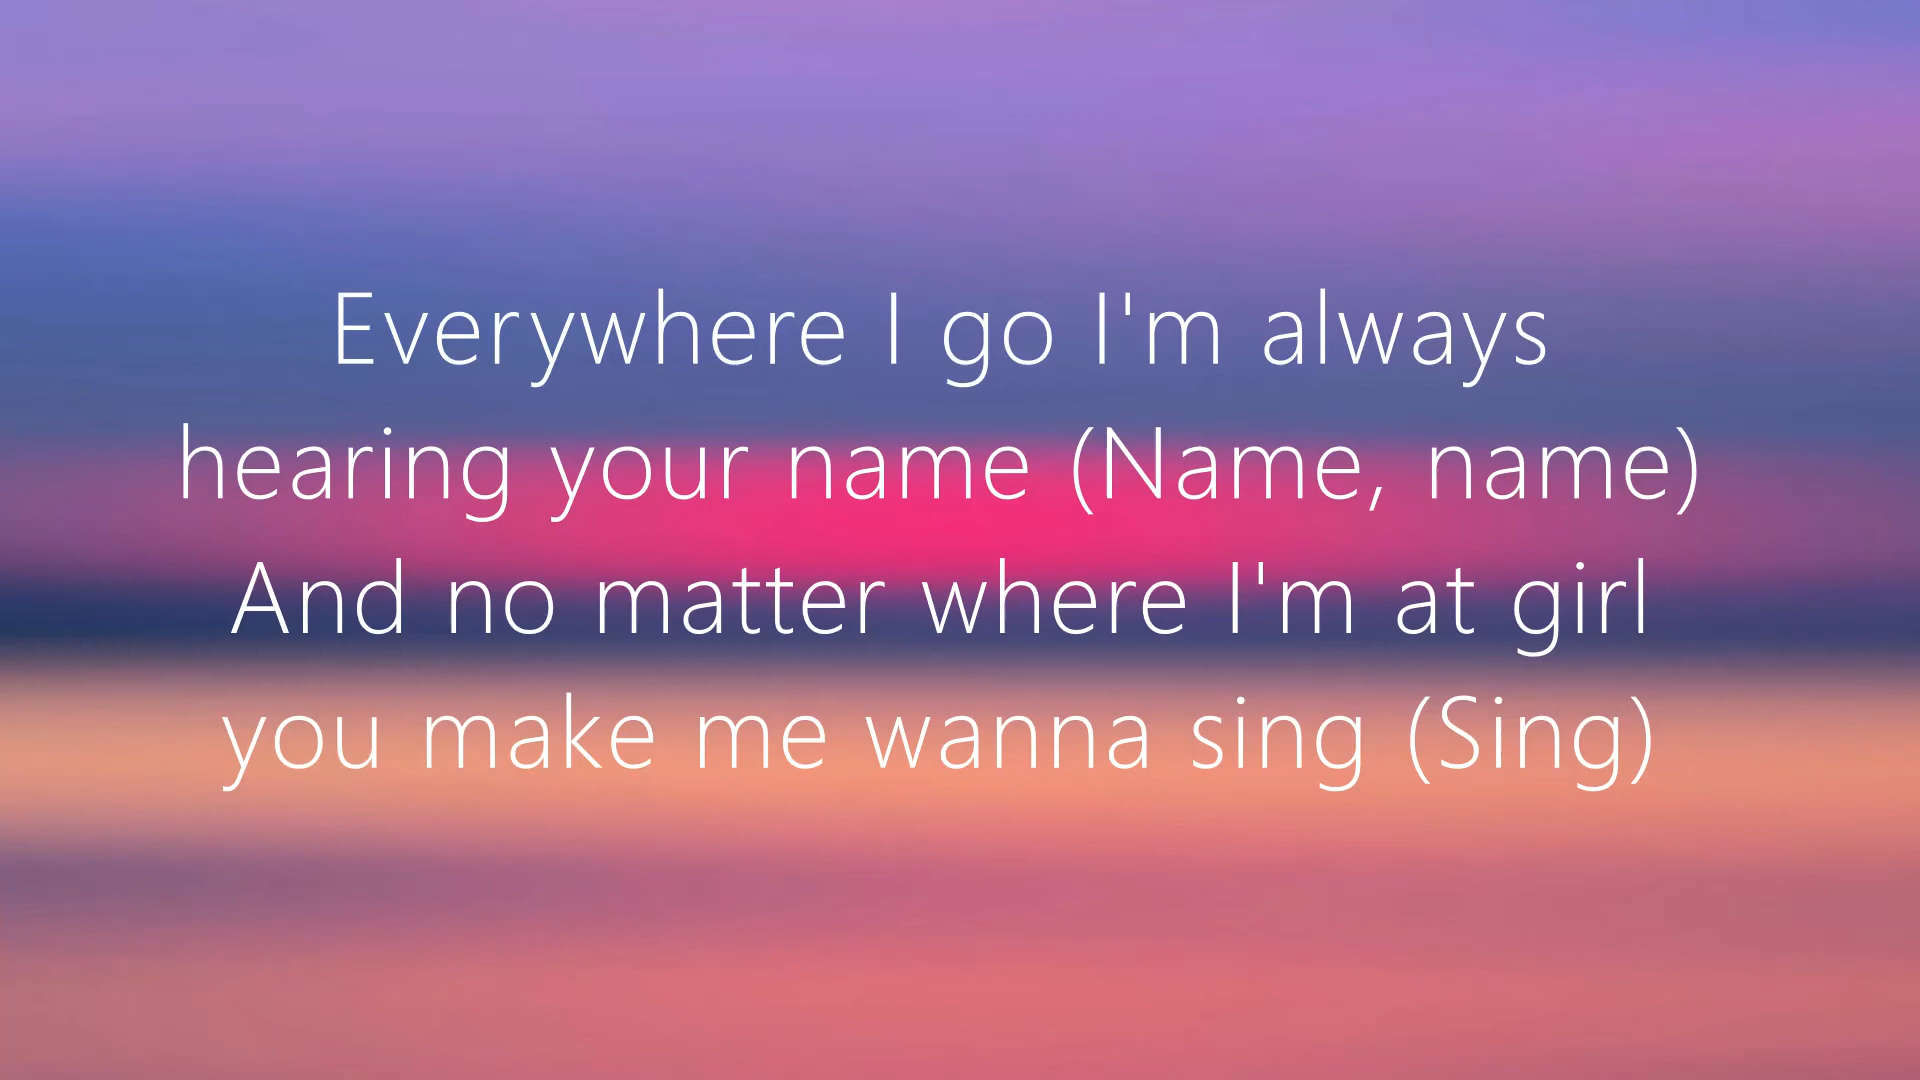 Everywhere I go I'm always
hearing your name (Name, name)
And no matter where I'm at girl
you make me wanna sing (Sing)